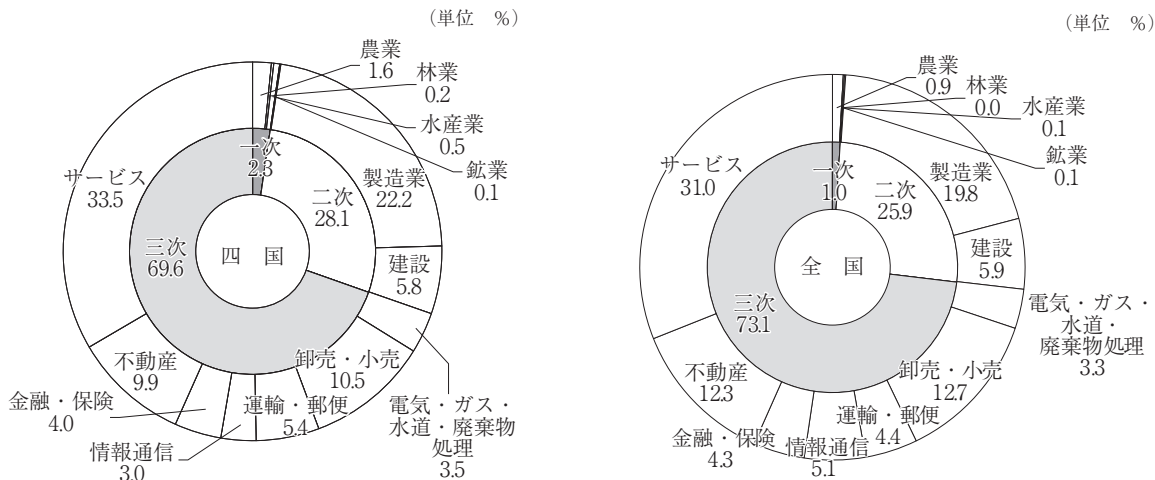 (単位 %)
農業
1.6
林業
0.2
水産業
0.5
鉱業
0.1
一次
2.3
二次
28.1
製造業
22.2
建設
5.8
サービス
33.5
三次
69.6
四 国
不動産
9.9
卸売・小売
10.5
運輸・郵便
5.4
金融・保険
4.0
情報通信
3.0
電気・ガス・
水道・廃棄物
処理
3.5
(単位 %)
農業
0.9
林業
0.0
水産業
0.1
鉱業
0.1
一次
1.0
二次
25.9
製造業
19.8
建設
5.9
サービス
31.0
三次
73.1
全 国
電気・ガス・
水道・
廃棄物処理
3.3
不動産
12.3
卸売・小売
12.7
運輸・郵便
4.4
金融・保険
4.3
情報通信
5.1